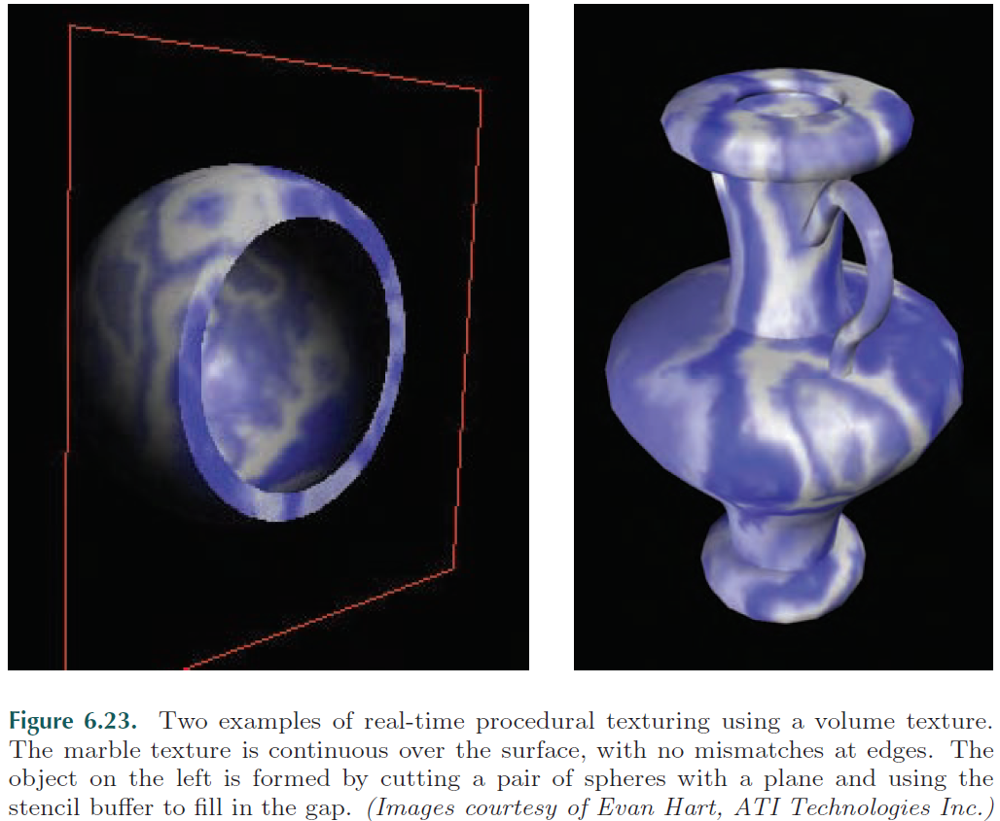 Figure 6.23. Two examples of real-time procedural texturing using a volume texture.
The marble texture is continuous over the surface, with no mismatches at edges. The
object on the left is formed by cutting a pair of spheres with a plane and using the
stencil buffer to fill in the gap. (Images courtesy of Evan Hart, ATI Technologies Inc.)